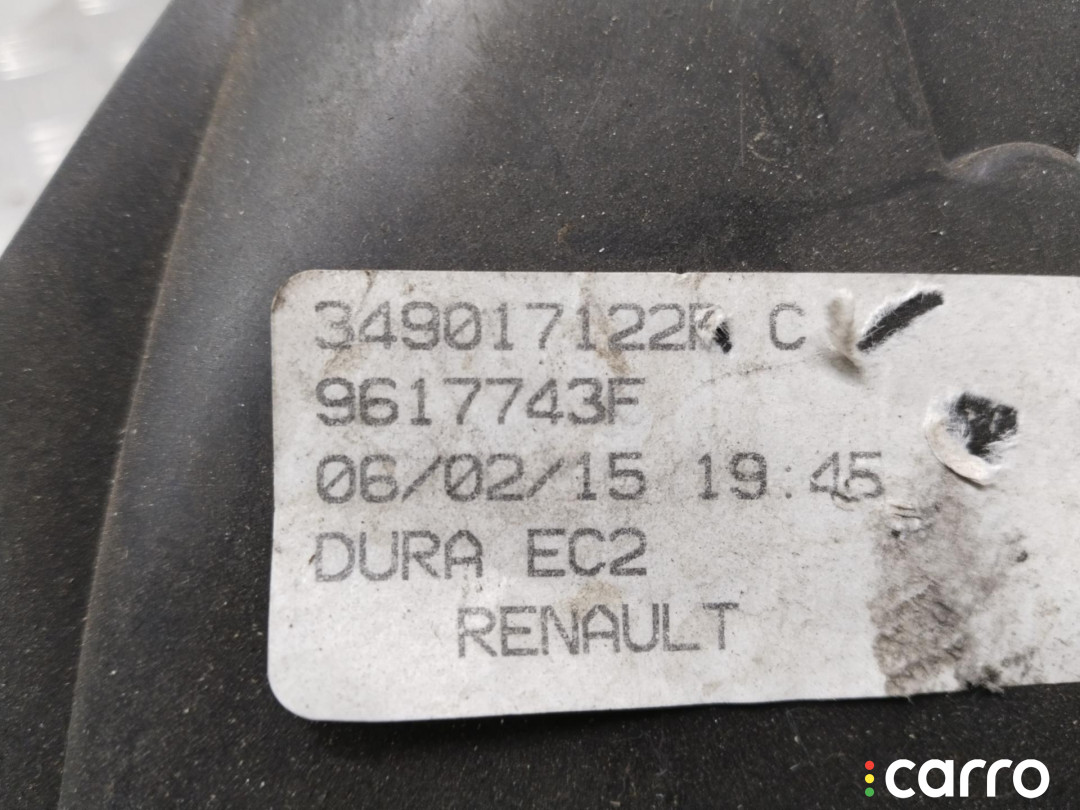 349017122R C
9617743F
06/02/15 19:45
DURA EC2
RENAULT
carro